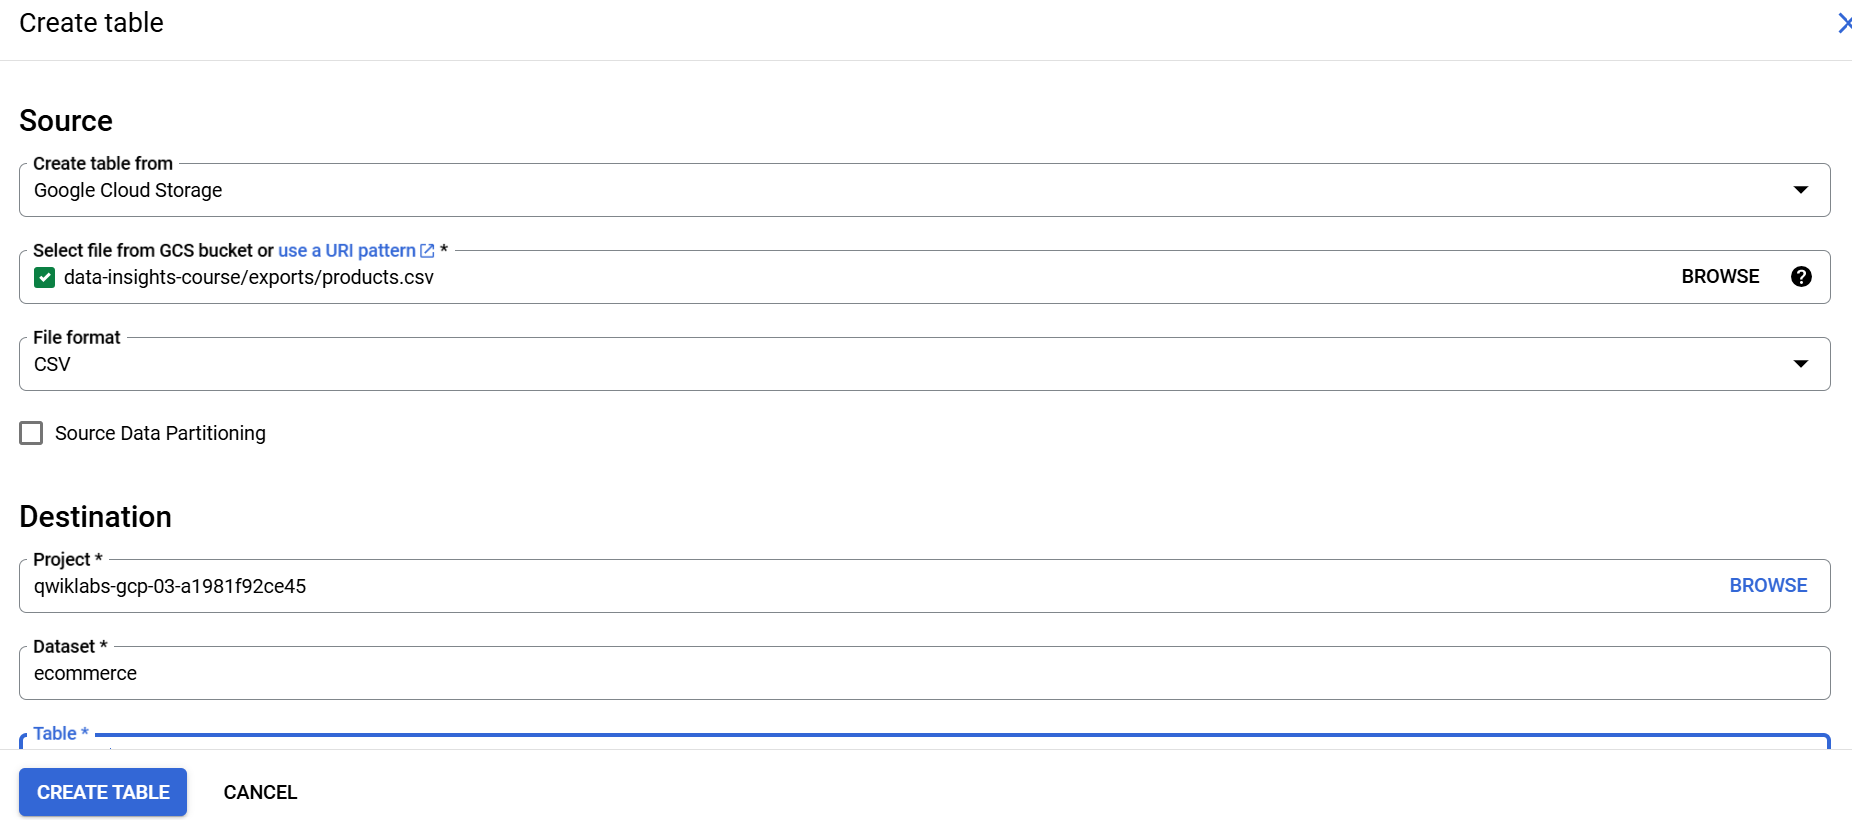 Create table
Source
Create table from
Google Cloud Storage
Select file from GCS bucket or use a URI pattern *
data-insights-course/exports/products.csv
BROWSE
File format
CSV
Source Data Partitioning
Destination
Project *
qwiklabs-gcp-03-a1981f92ce45
BROWSE
Dataset *
ecommerce
Table *
CREATE TABLE
CANCEL